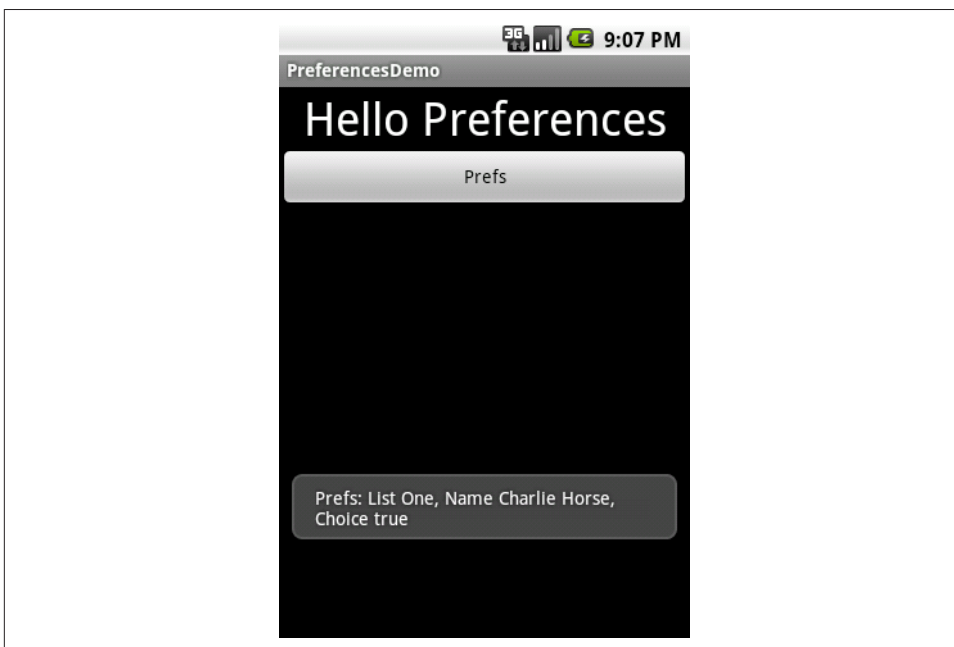 3G
9:07 PM
PreferencesDemo
Hello Preferences
Prefs
Prefs: List One, Name Charlie Horse,
Choice true